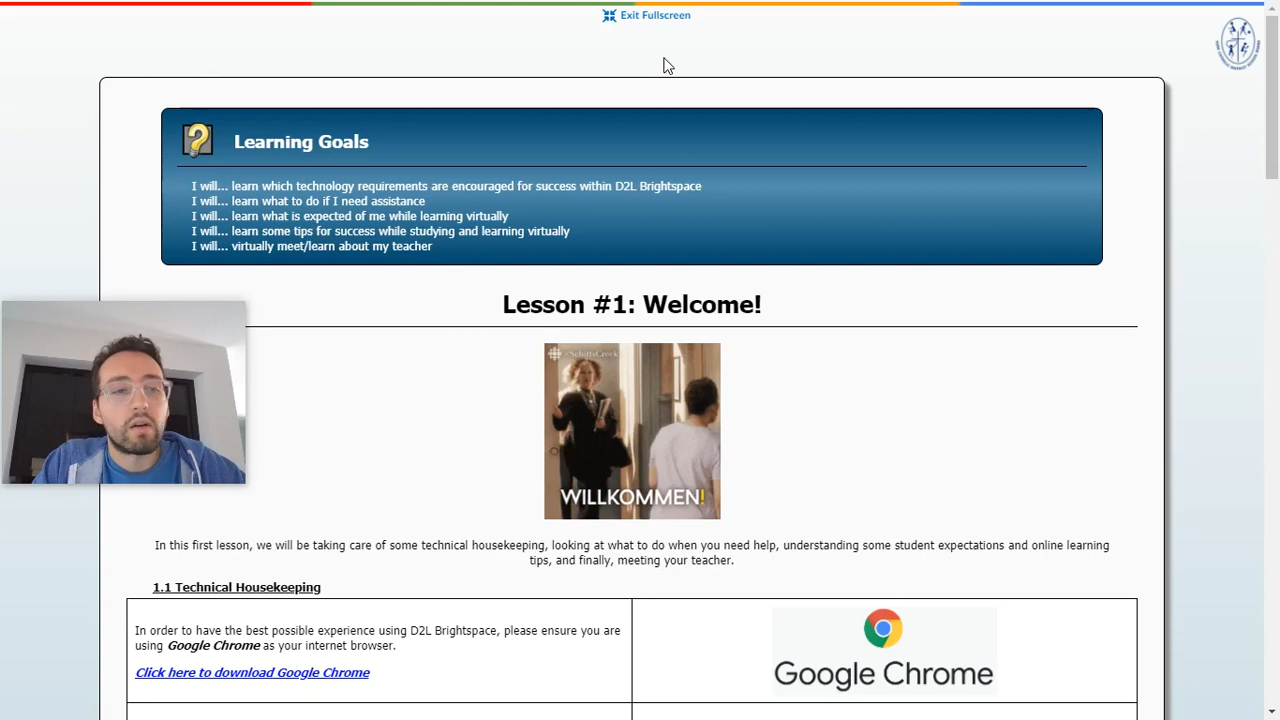 Exit Fullscreen
Learning Goals
I will... learn which technology requirements are encouraged for success within D2L Brightspace
I will... learn what to do if I need assistance
I will... learn what is expected of me while learning virtually
I will... learn some tips for success while studying and learning virtually
I will... virtually meet/learn about my teacher
Lesson #1: Welcome!
SchittsCreek
WILLKOMMEN!
In this first lesson, we will be taking care of some technical housekeeping, looking at what to do when you need help, understanding some student expectations and online learning
tips, and finally, meeting your teacher.
1.1 Technical Housekeeping
In order to have the best possible experience using D2L Brightspace, please ensure you are
using Google Chrome as your internet browser.
Click here to download Google Chrome
Google Chrome